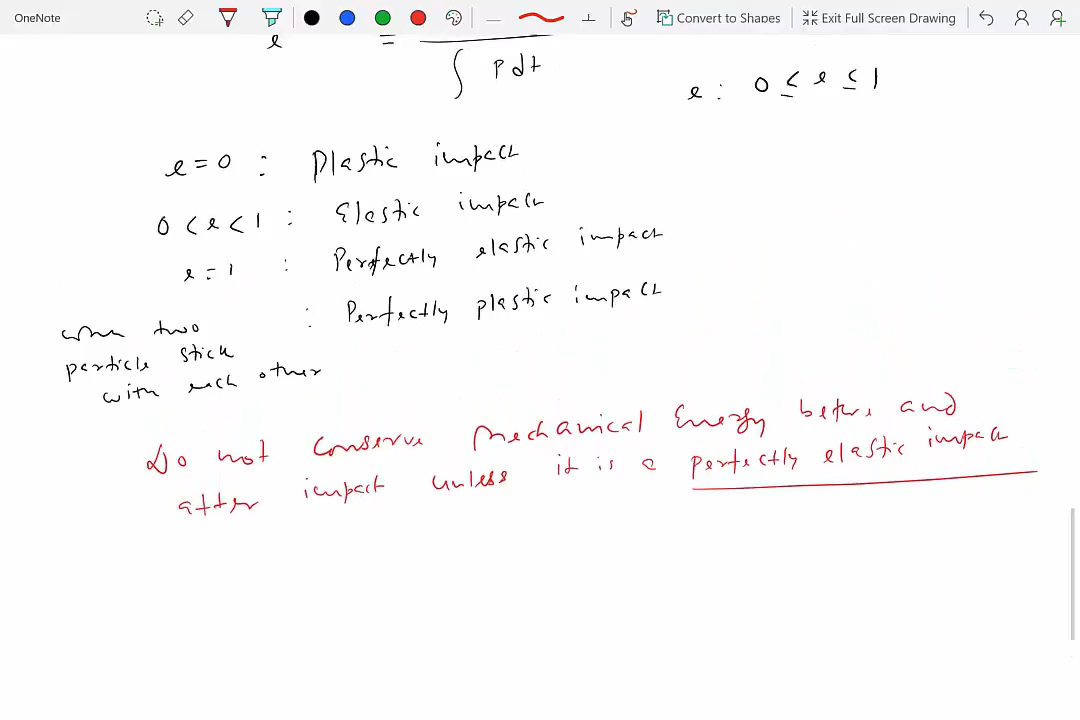 OneNote
Convert to Shapes
Exit Full Screen Drawing
e =
∫ P dt
e : 0 ≤ e ≤ 1
e = 0 : Plastic impact
0 < e < 1 : Elastic impact
e = 1 : Perfectly elastic impact
: Perfectly plastic impact
when two
particle stick
with each other
Do not conserve mechanical Energy before and
after impact unless it is a perfectly elastic impact